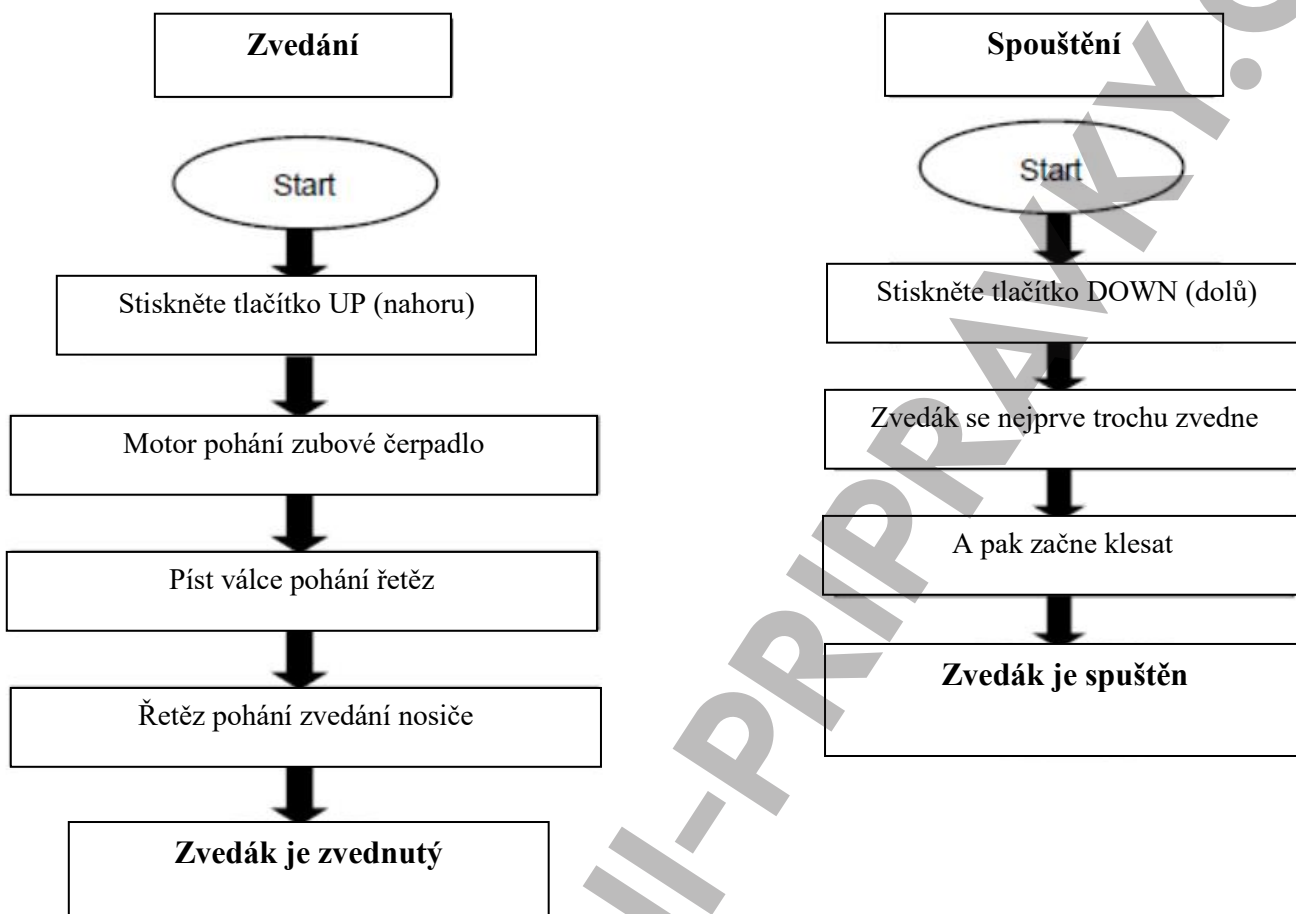 Zvedání
Start
Stiskněte tlačítko UP (nahoru)
Motor pohání zubové čerpadlo
Píst válce pohání řetěz
Řetěz pohání zvedání nosiče
Zvedák je zvednutý
Spouštění
Start
Stiskněte tlačítko DOWN (dolů)
Zvedák se nejprve trochu zvedne
A pak začne klesat
Zvedák je spuštěn
I-PRIPRAVKY.